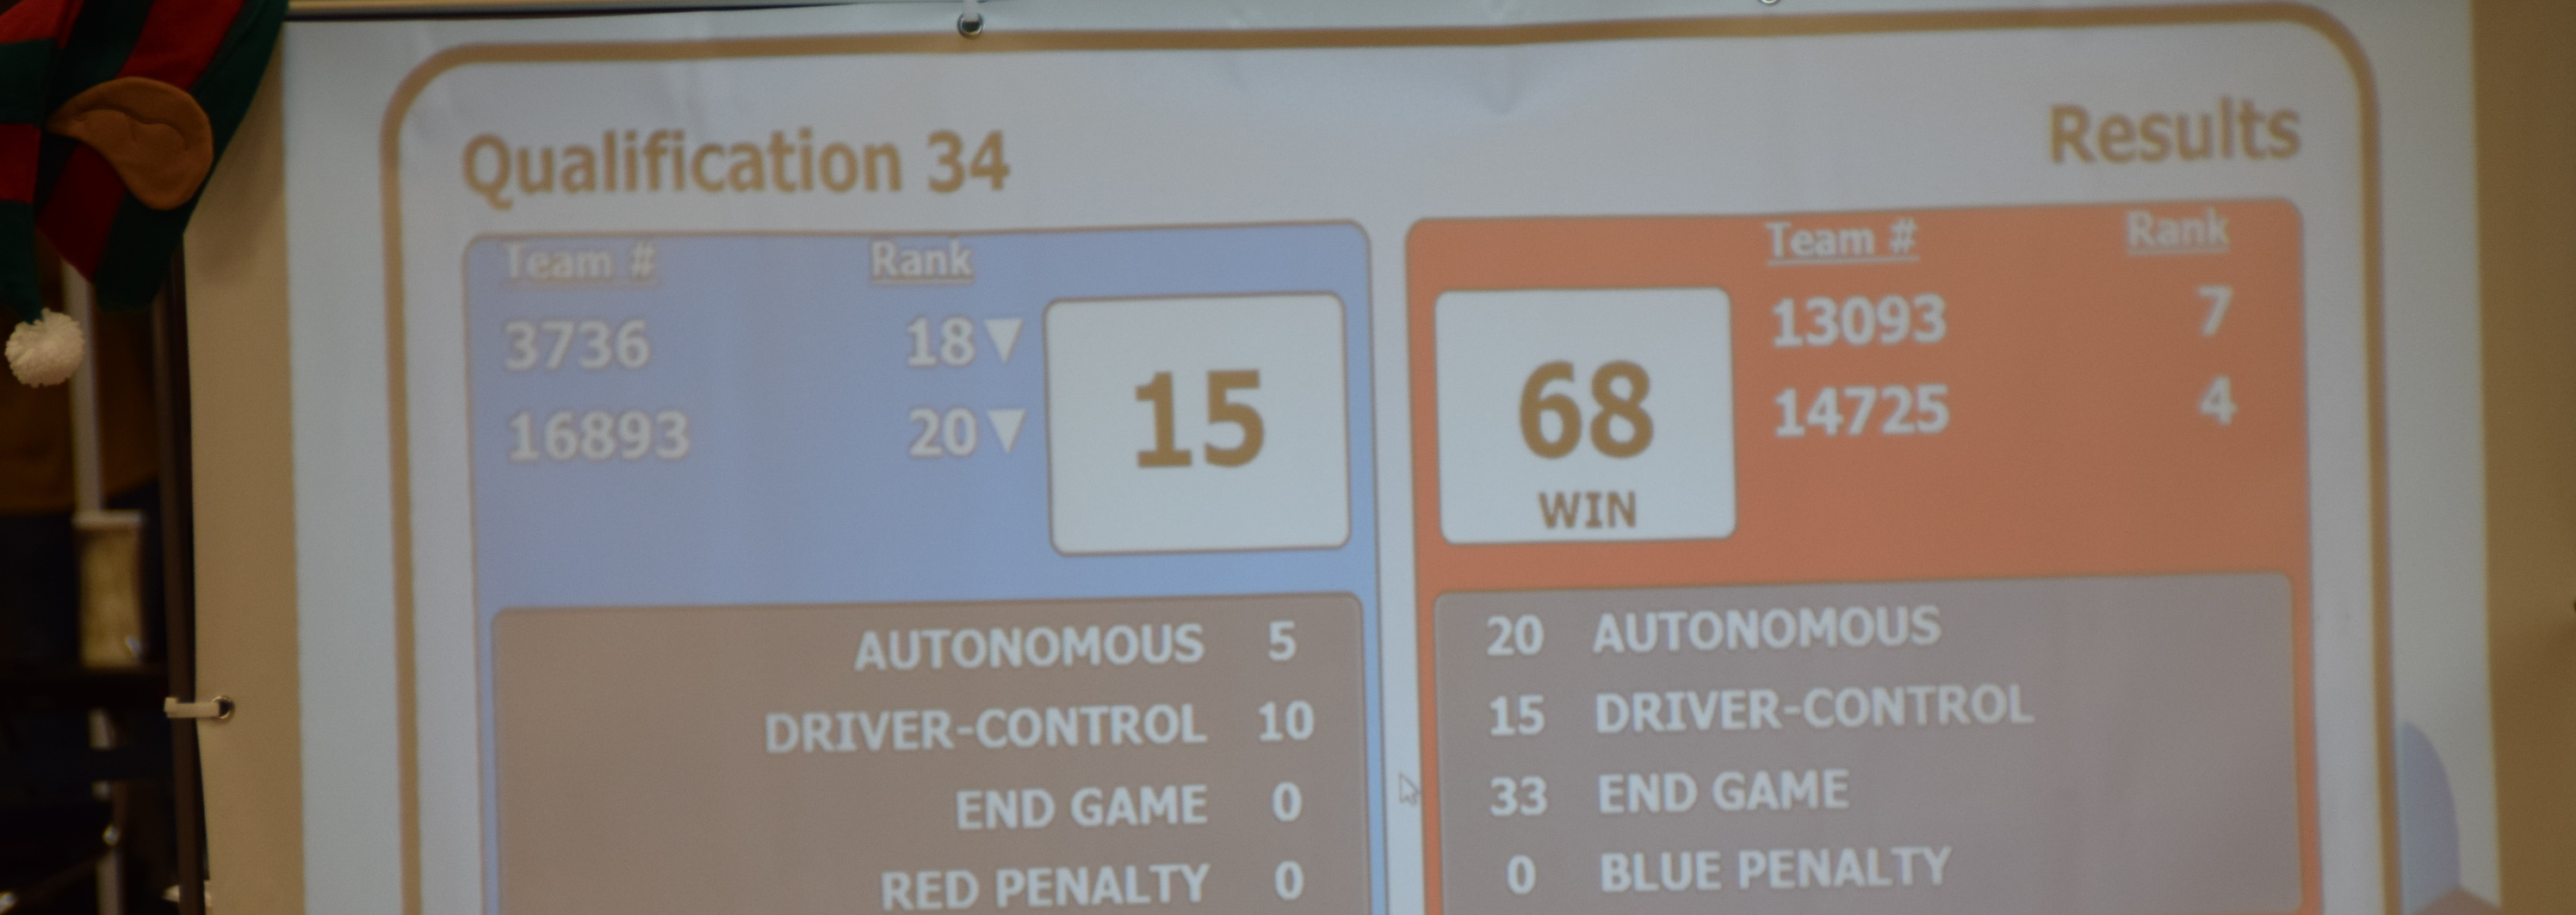 Qualification 34
Results
Team # Rank
3736 18▼
16893 20▼
15
68
WIN
Team # Rank
13093 7
14725 4
AUTONOMOUS 5
DRIVER-CONTROL 10
END GAME 0
RED PENALTY 0
20 AUTONOMOUS
15 DRIVER-CONTROL
33 END GAME
0 BLUE PENALTY